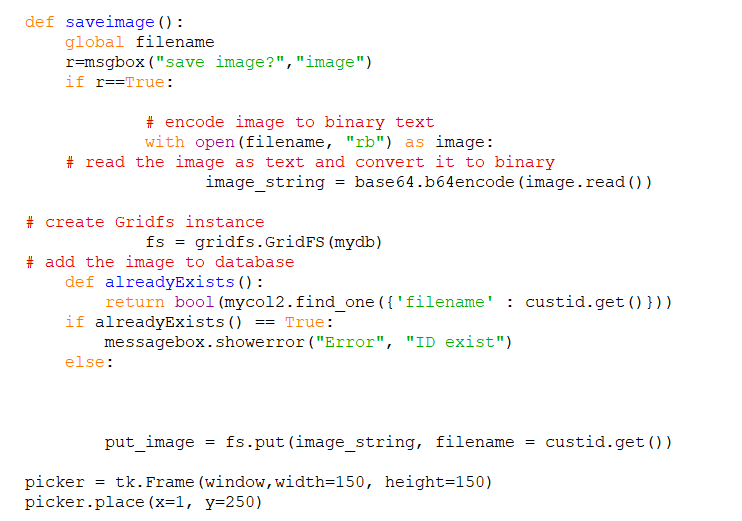 def saveimage():
    global filename
    r=msgbox("save image?","image")
    if r==True:
            # encode image to binary text
            with open(filename, "rb") as image:
    # read the image as text and convert it to binary
                  image_string = base64.b64encode(image.read())
# create Gridfs instance
            fs = gridfs.GridFS(mydb)
# add the image to database
    def alreadyExists():
        return bool(mycol2.find_one({'filename' : custid.get()}))
    if alreadyExists() == True:
        messagebox.showerror("Error", "ID exist")
    else:
        put_image = fs.put(image_string, filename = custid.get())
picker = tk.Frame(window,width=150, height=150)
picker.place(x=1, y=250)